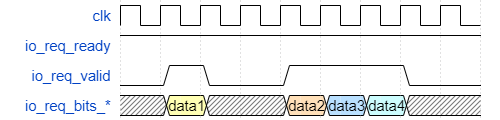 clk
io_req_ready
io_req_valid
io_req_bits_* data1 data2 data3 data4